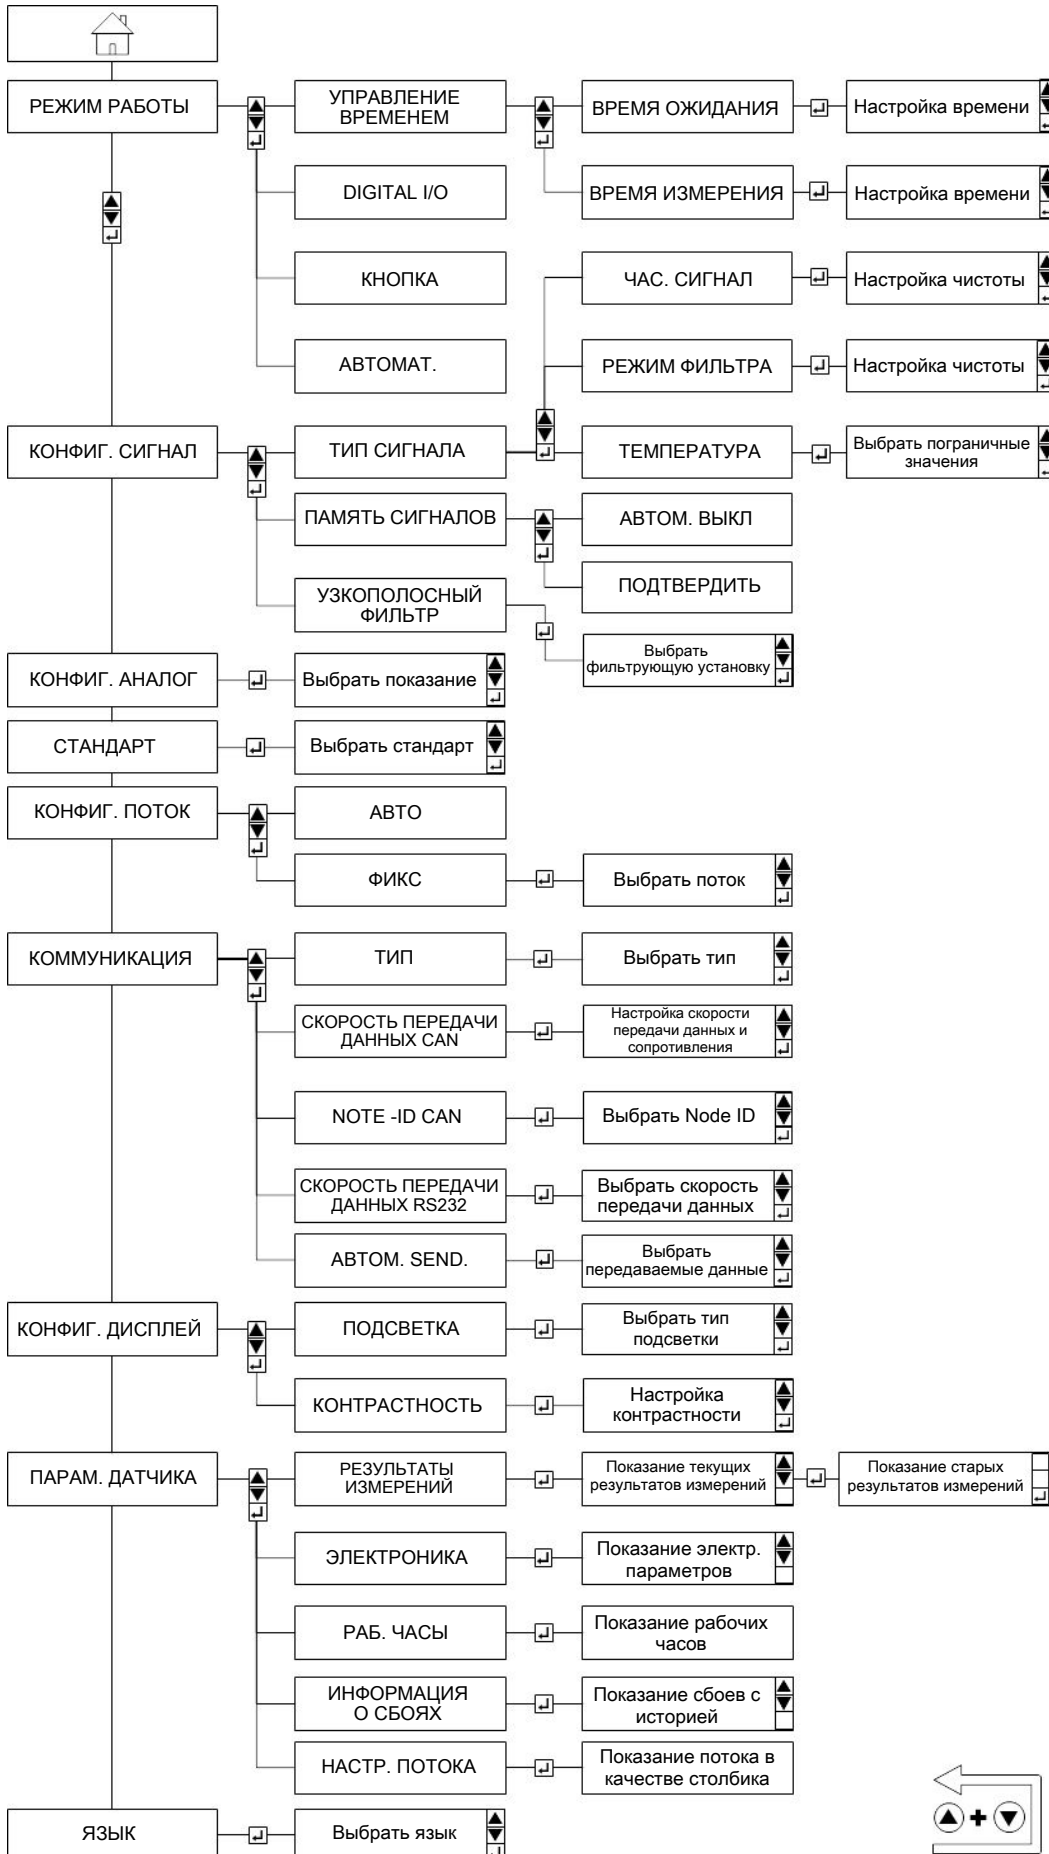 РЕЖИМ РАБОТЫ
УПРАВЛЕНИЕ
ВРЕМЕНЕМ
ВРЕМЯ ОЖИДАНИЯ
Настройка времени
DIGITAL I/O
ВРЕМЯ ИЗМЕРЕНИЯ
Настройка времени
КНОПКА
ЧАС. СИГНАЛ
Настройка чистоты
АВТОМАТ.
РЕЖИМ ФИЛЬТРА
Настройка чистоты
КОНФИГ. СИГНАЛ
ТИП СИГНАЛА
ТЕМПЕРАТУРА
Выбрать пограничные
значения
ПАМЯТЬ СИГНАЛОВ
АВТОМ. ВЫКЛ
ПОДТВЕРДИТЬ
УЗКОПОЛОСНЫЙ
ФИЛЬТР
Выбрать
фильтрующую установку
КОНФИГ. АНАЛОГ
Выбрать показание
СТАНДАРТ
Выбрать стандарт
КОНФИГ. ПОТОК
АВТО
ФИКС
Выбрать поток
КОММУНИКАЦИЯ
ТИП
Выбрать тип
СКОРОСТЬ ПЕРЕДАЧИ
ДАННЫХ CAN
Настройка скорости
передачи данных и
сопротивления
NOTE -ID CAN
Выбрать Node ID
СКОРОСТЬ ПЕРЕДАЧИ
ДАННЫХ RS232
Выбрать скорость
передачи данных
АВТОМ. SEND.
Выбрать
передаваемые данные
КОНФИГ. ДИСПЛЕЙ
ПОДСВЕТКА
Выбрать тип
подсветки
КОНТРАСТНОСТЬ
Настройка
контрастности
ПАРАМ. ДАТЧИКА
РЕЗУЛЬТАТЫ
ИЗМЕРЕНИЙ
Показание текущих
результатов измерений
Показание старых
результатов измерений
ЭЛЕКТРОНИКА
Показание электр.
параметров
РАБ. ЧАСЫ
Показание рабочих
часов
ИНФОРМАЦИЯ
О СБОЯХ
Показание сбоев с
историей
НАСТР. ПОТОКА
Показание потока в
качестве столбика
ЯЗЫК
Выбрать язык